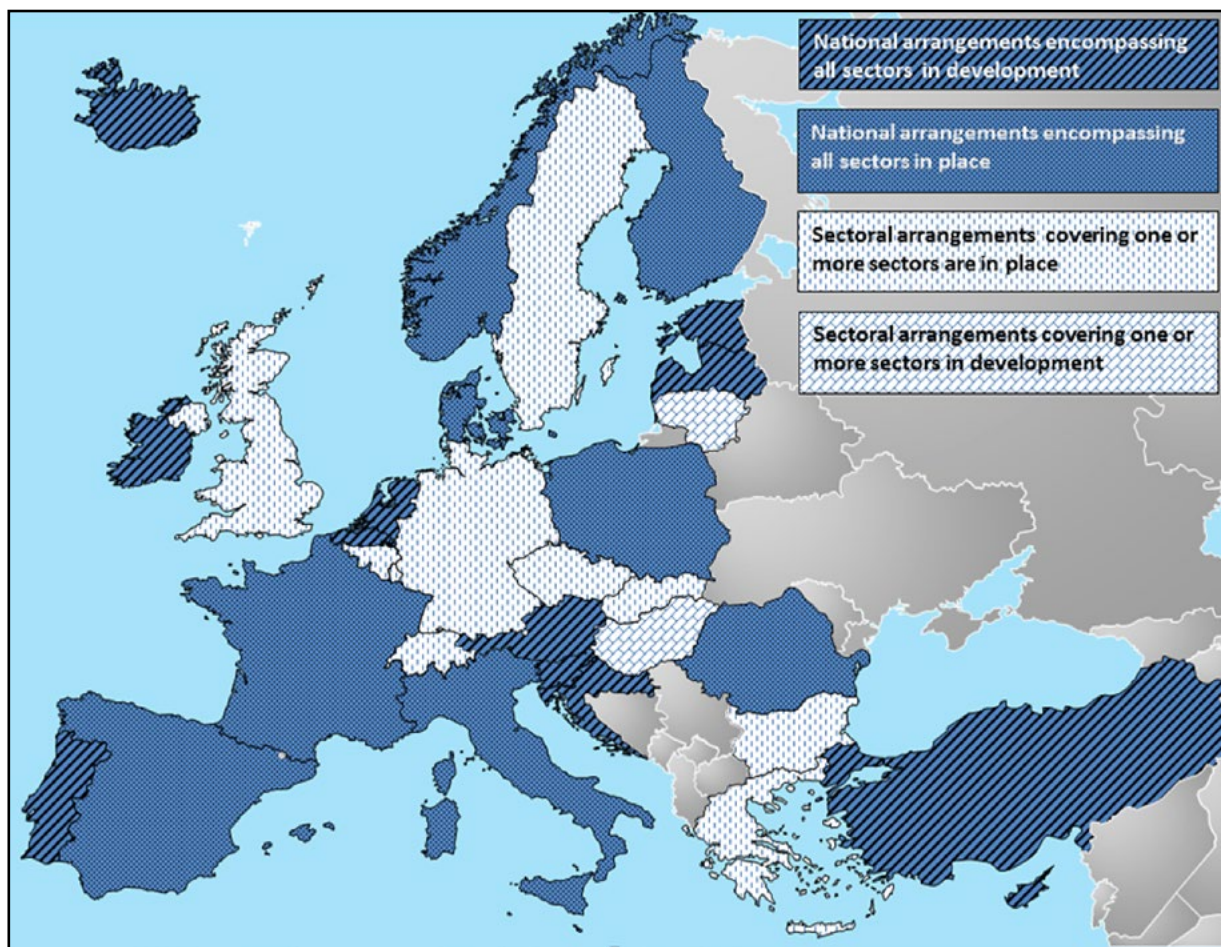 National arrangements encompassing
all sectors in development
National arrangements encompassing
all sectors in place
Sectoral arrangements covering one or
more sectors are in place
Sectoral arrangements covering one or
more sectors in development